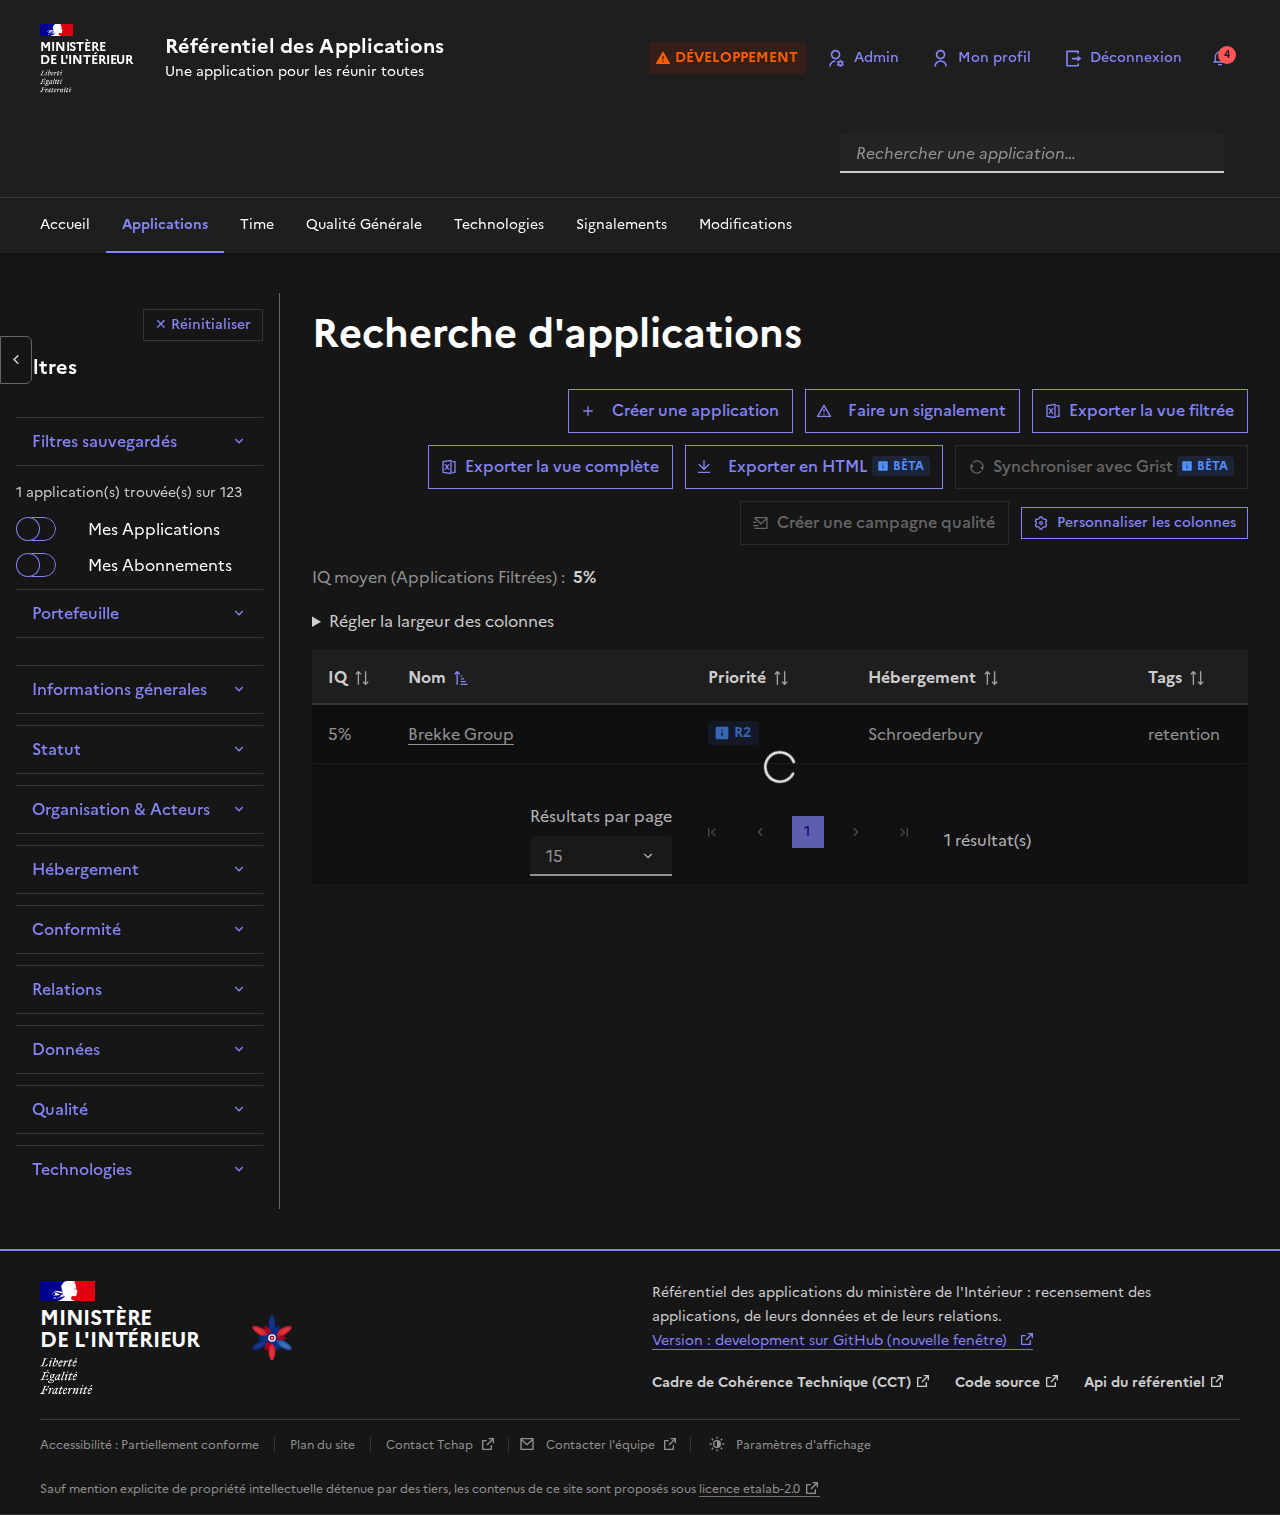 MINISTÈRE
DE L'INTÉRIEUR
Liberté
Égalité
Fraternité
Référentiel des Applications
Une application pour les réunir toutes
DÉVELOPPEMENT
Admin
Mon profil
Déconnexion
4
Rechercher une application…
Accueil
Applications
Time
Qualité Générale
Technologies
Signalements
Modifications
Réinitialiser
ltres
Filtres sauvegardés
1 application(s) trouvée(s) sur 123
Mes Applications
Mes Abonnements
Portefeuille
Informations génerales
Statut
Organisation & Acteurs
Hébergement
Conformité
Relations
Données
Qualité
Technologies
Recherche d'applications
Créer une application
Faire un signalement
Exporter la vue filtrée
Exporter la vue complète
Exporter en HTML BÊTA
Synchroniser avec Grist BÊTA
Créer une campagne qualité
Personnaliser les colonnes
IQ moyen (Applications Filtrées) : 5%
Régler la largeur des colonnes
IQ Nom Priorité Hébergement Tags
5% Brekke Group R2 Schroederbury retention
Résultats par page
15
1
1 résultat(s)
MINISTÈRE
DE L'INTÉRIEUR
Liberté
Égalité
Fraternité
Référentiel des applications du ministère de l'Intérieur : recensement des
applications, de leurs données et de leurs relations.
Version : development sur GitHub (nouvelle fenêtre)
Cadre de Cohérence Technique (CCT)
Code source
Api du référentiel
Accessibilité : Partiellement conforme
Plan du site
Contact Tchap
Contacter l'équipe
Paramètres d'affichage
Sauf mention explicite de propriété intellectuelle détenue par des tiers, les contenus de ce site sont proposés sous licence etalab-2.0